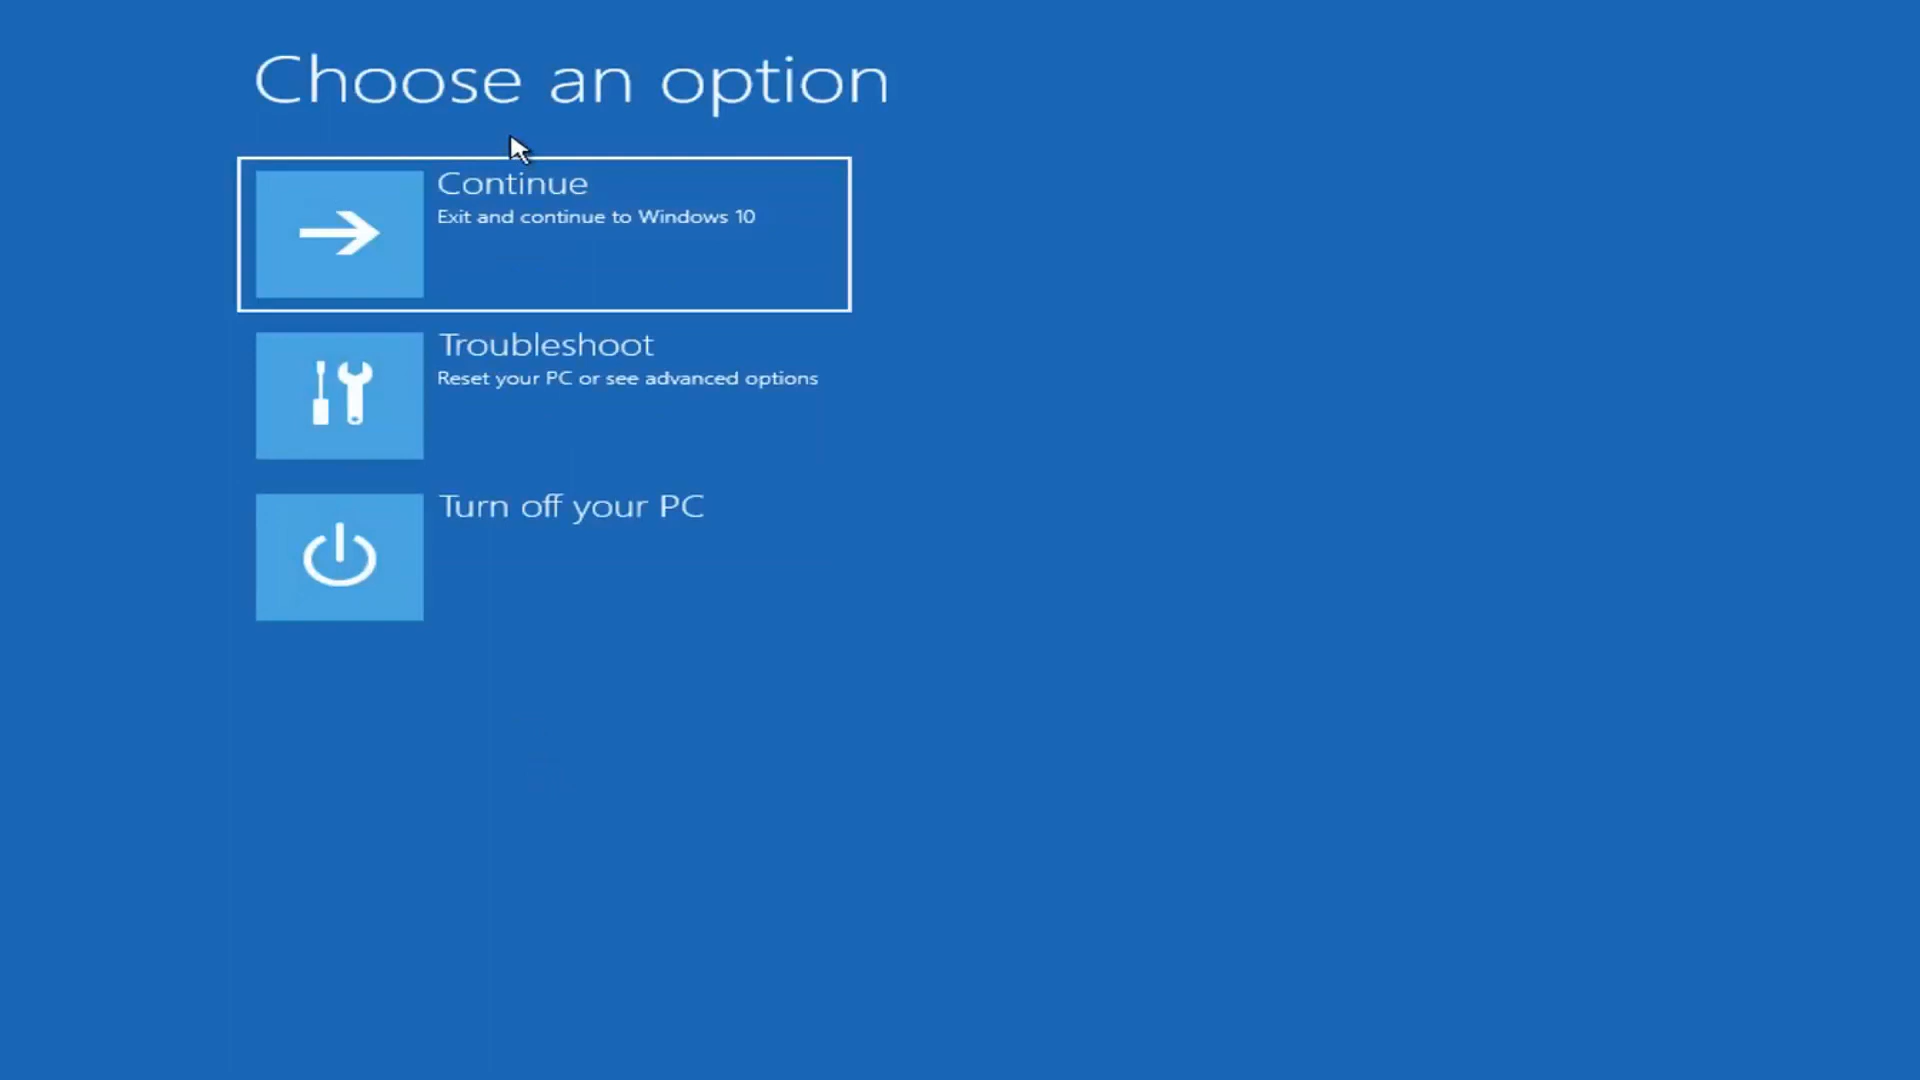 Choose an option
Continue
Exit and continue to Windows 10
Troubleshoot
Reset your PC or see advanced options
Turn off your PC